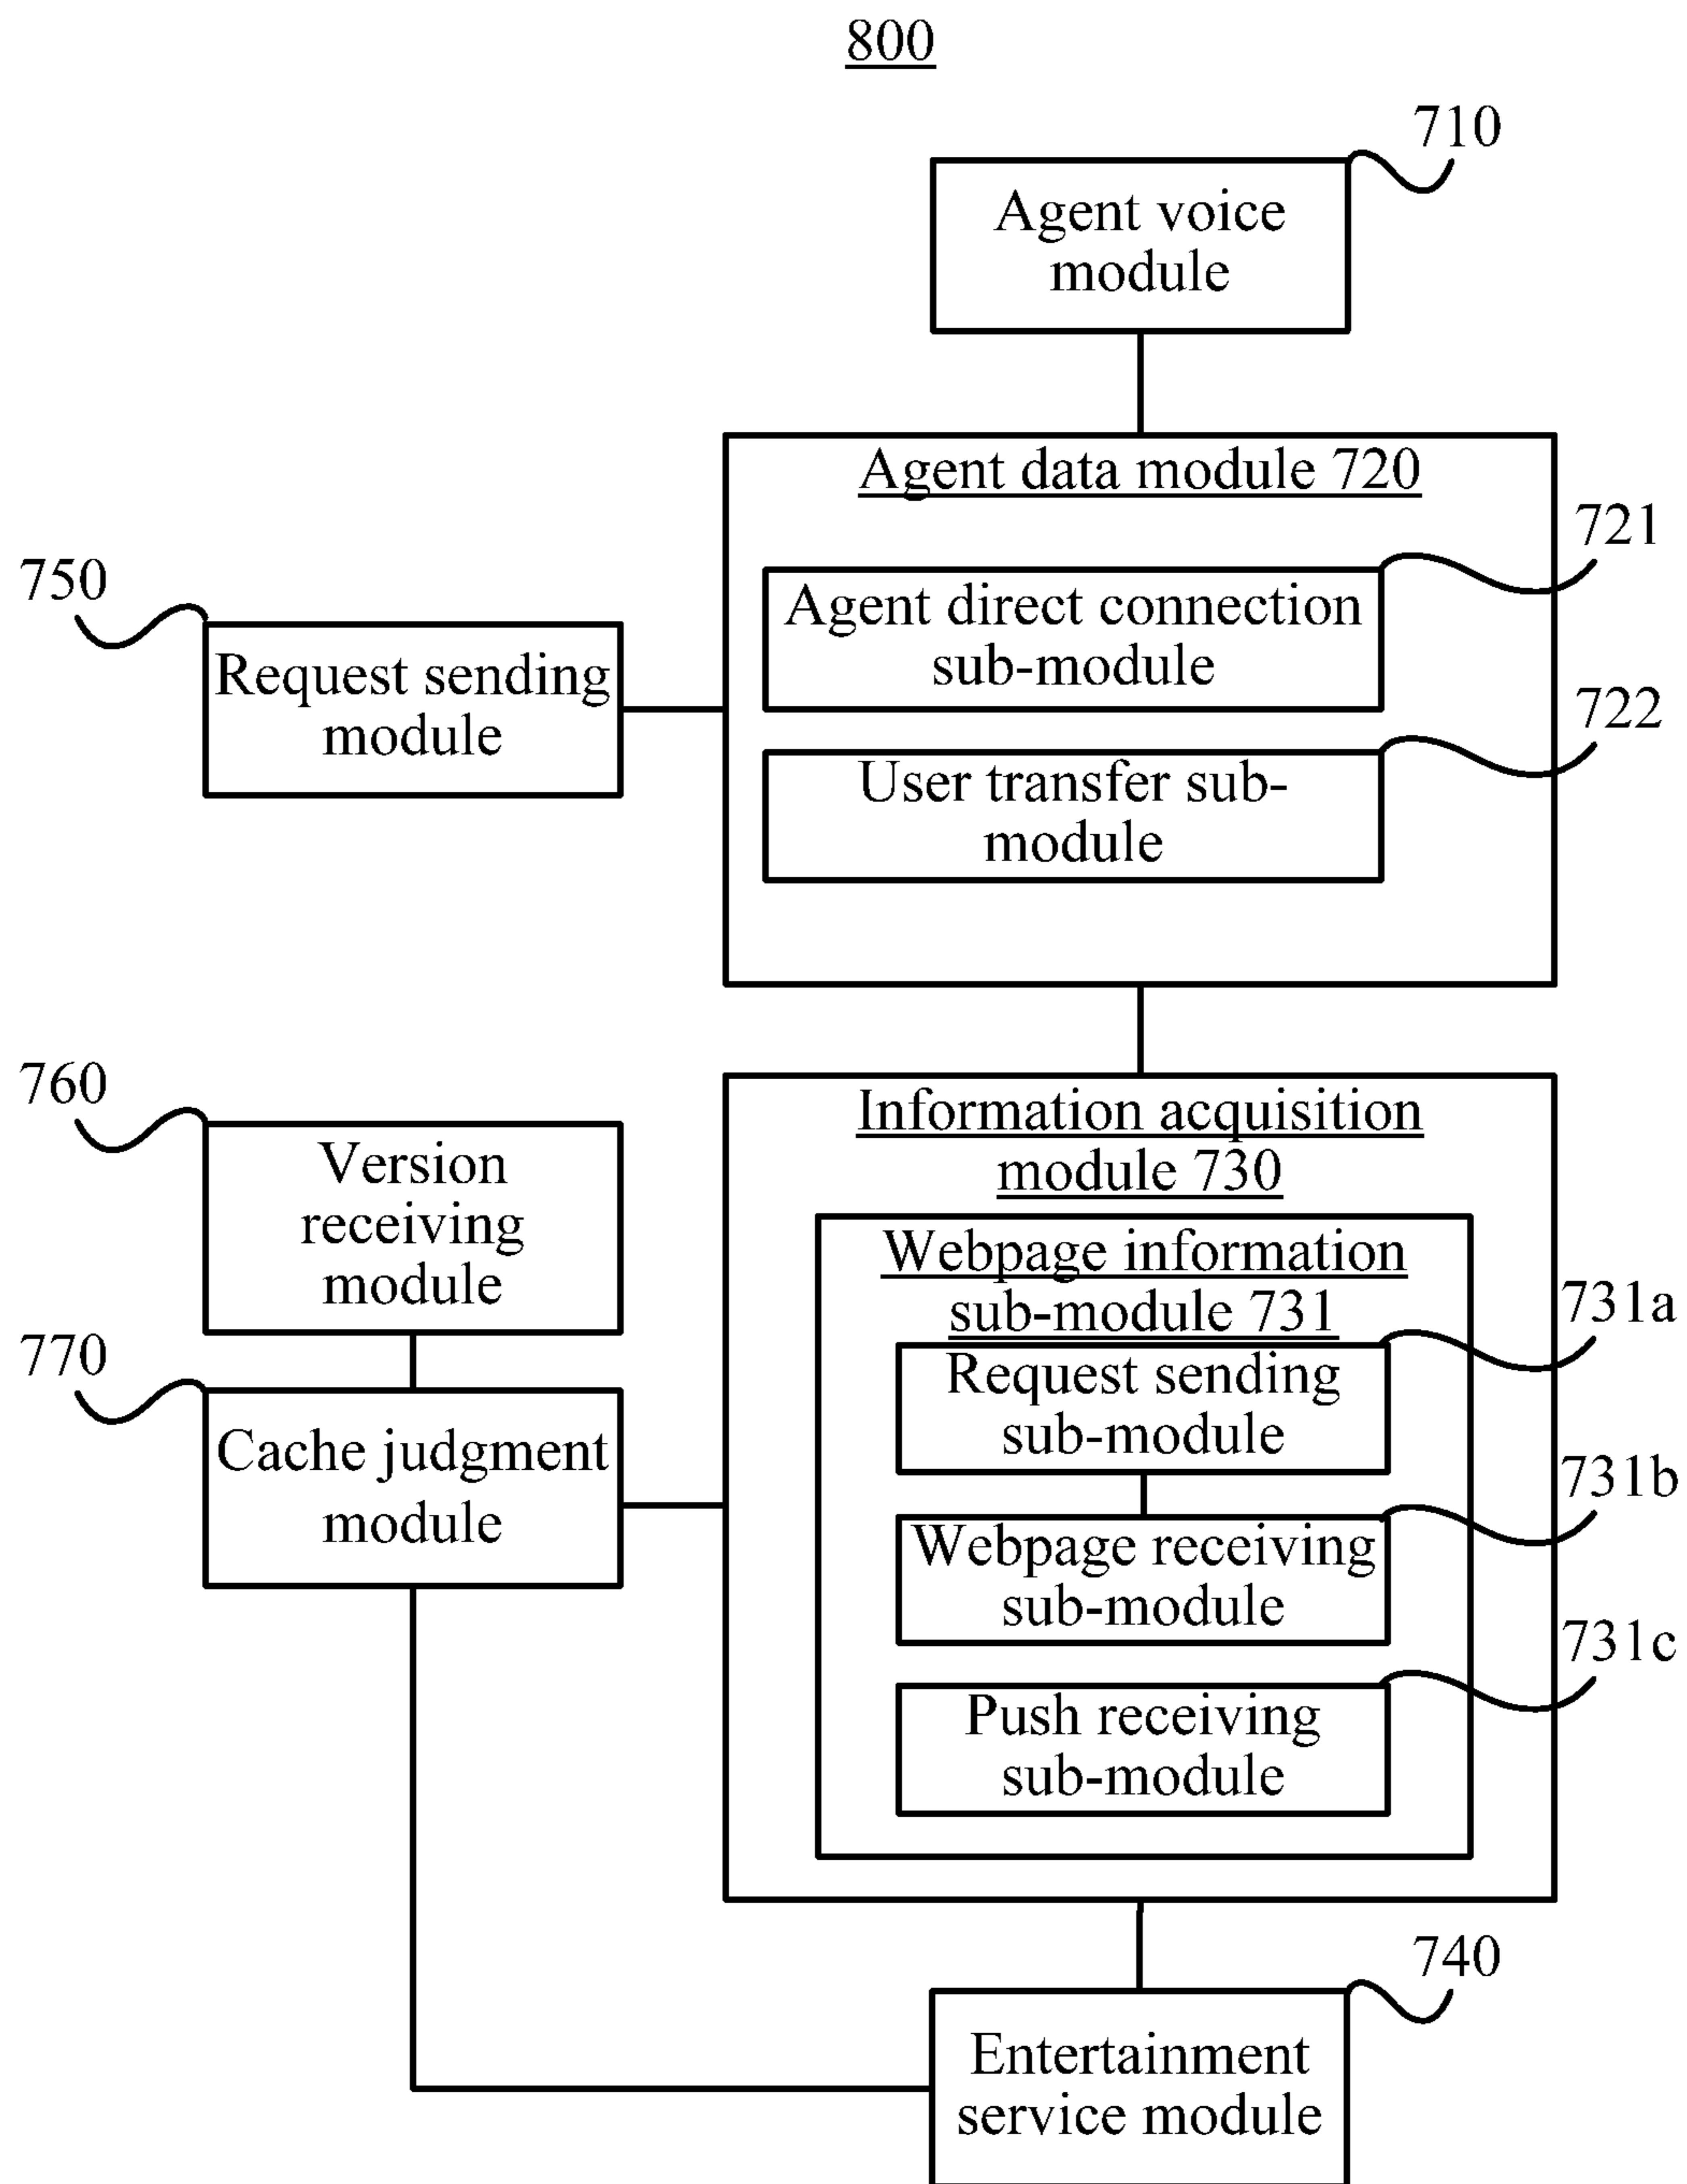 800
710
Agent voice
module
Agent data module 720
721
Agent direct connection
sub-module
750
Request sending
module
722
User transfer sub-
module
760
Version
receiving
module
Information acquisition
module 730
Webpage information
sub-module 731
731a
Request sending
sub-module
770
Cache judgment
module
731b
Webpage receiving
sub-module
731c
Push receiving
sub-module
740
Entertainment
service module